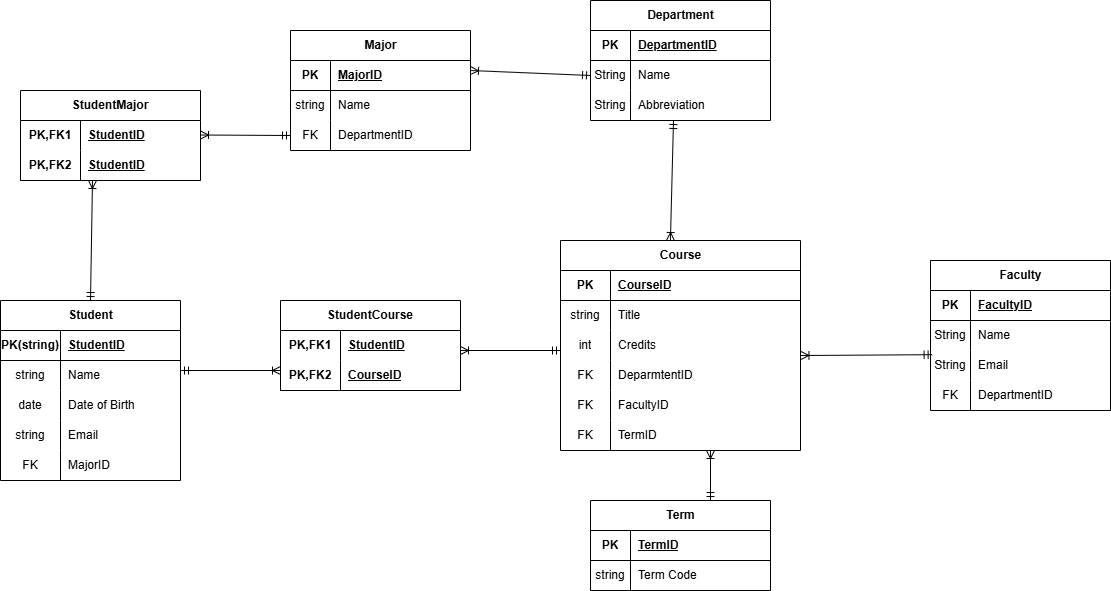 Department
PK DepartmentID
String Name
String Abbreviation
Major
PK MajorID
string Name
FK DepartmentID
StudentMajor
PK,FK1 StudentID
PK,FK2 StudentID
Course
PK CourseID
string Title
int Credits
FK DeparmtentID
FK FacultyID
FK TermID
Faculty
PK FacultyID
String Name
String Email
FK DepartmentID
Student
PK(string) StudentID
string Name
date Date of Birth
string Email
FK MajorID
StudentCourse
PK,FK1 StudentID
PK,FK2 CourseID
Term
PK TermID
string Term Code